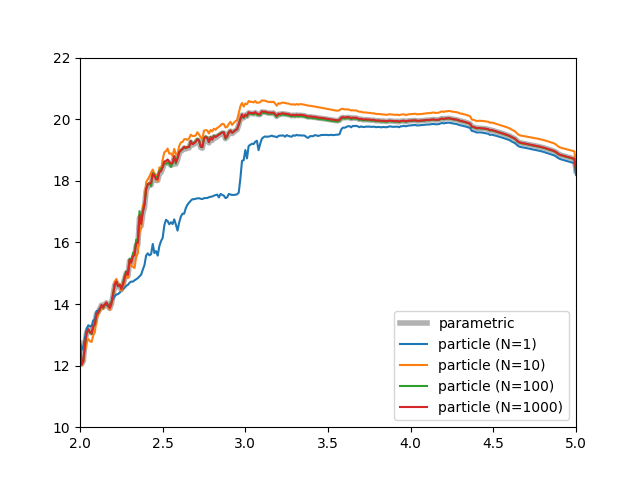 22
20
18
16
14
12
10
2.0 2.5 3.0 3.5 4.0 4.5 5.0
parametric
particle (N=1)
particle (N=10)
particle (N=100)
particle (N=1000)